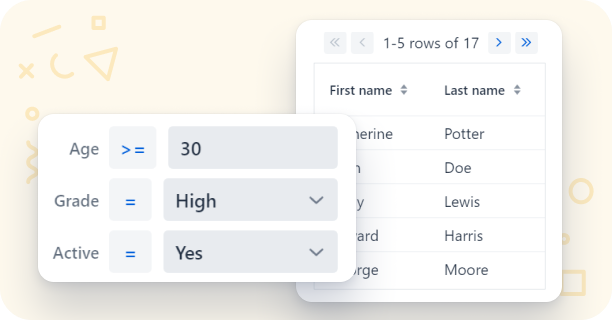 1-5 rows of 17
First name Last name
Potter
Doe
Lewis
Harris
Moore
Age >= 30
Grade = High
Active = Yes